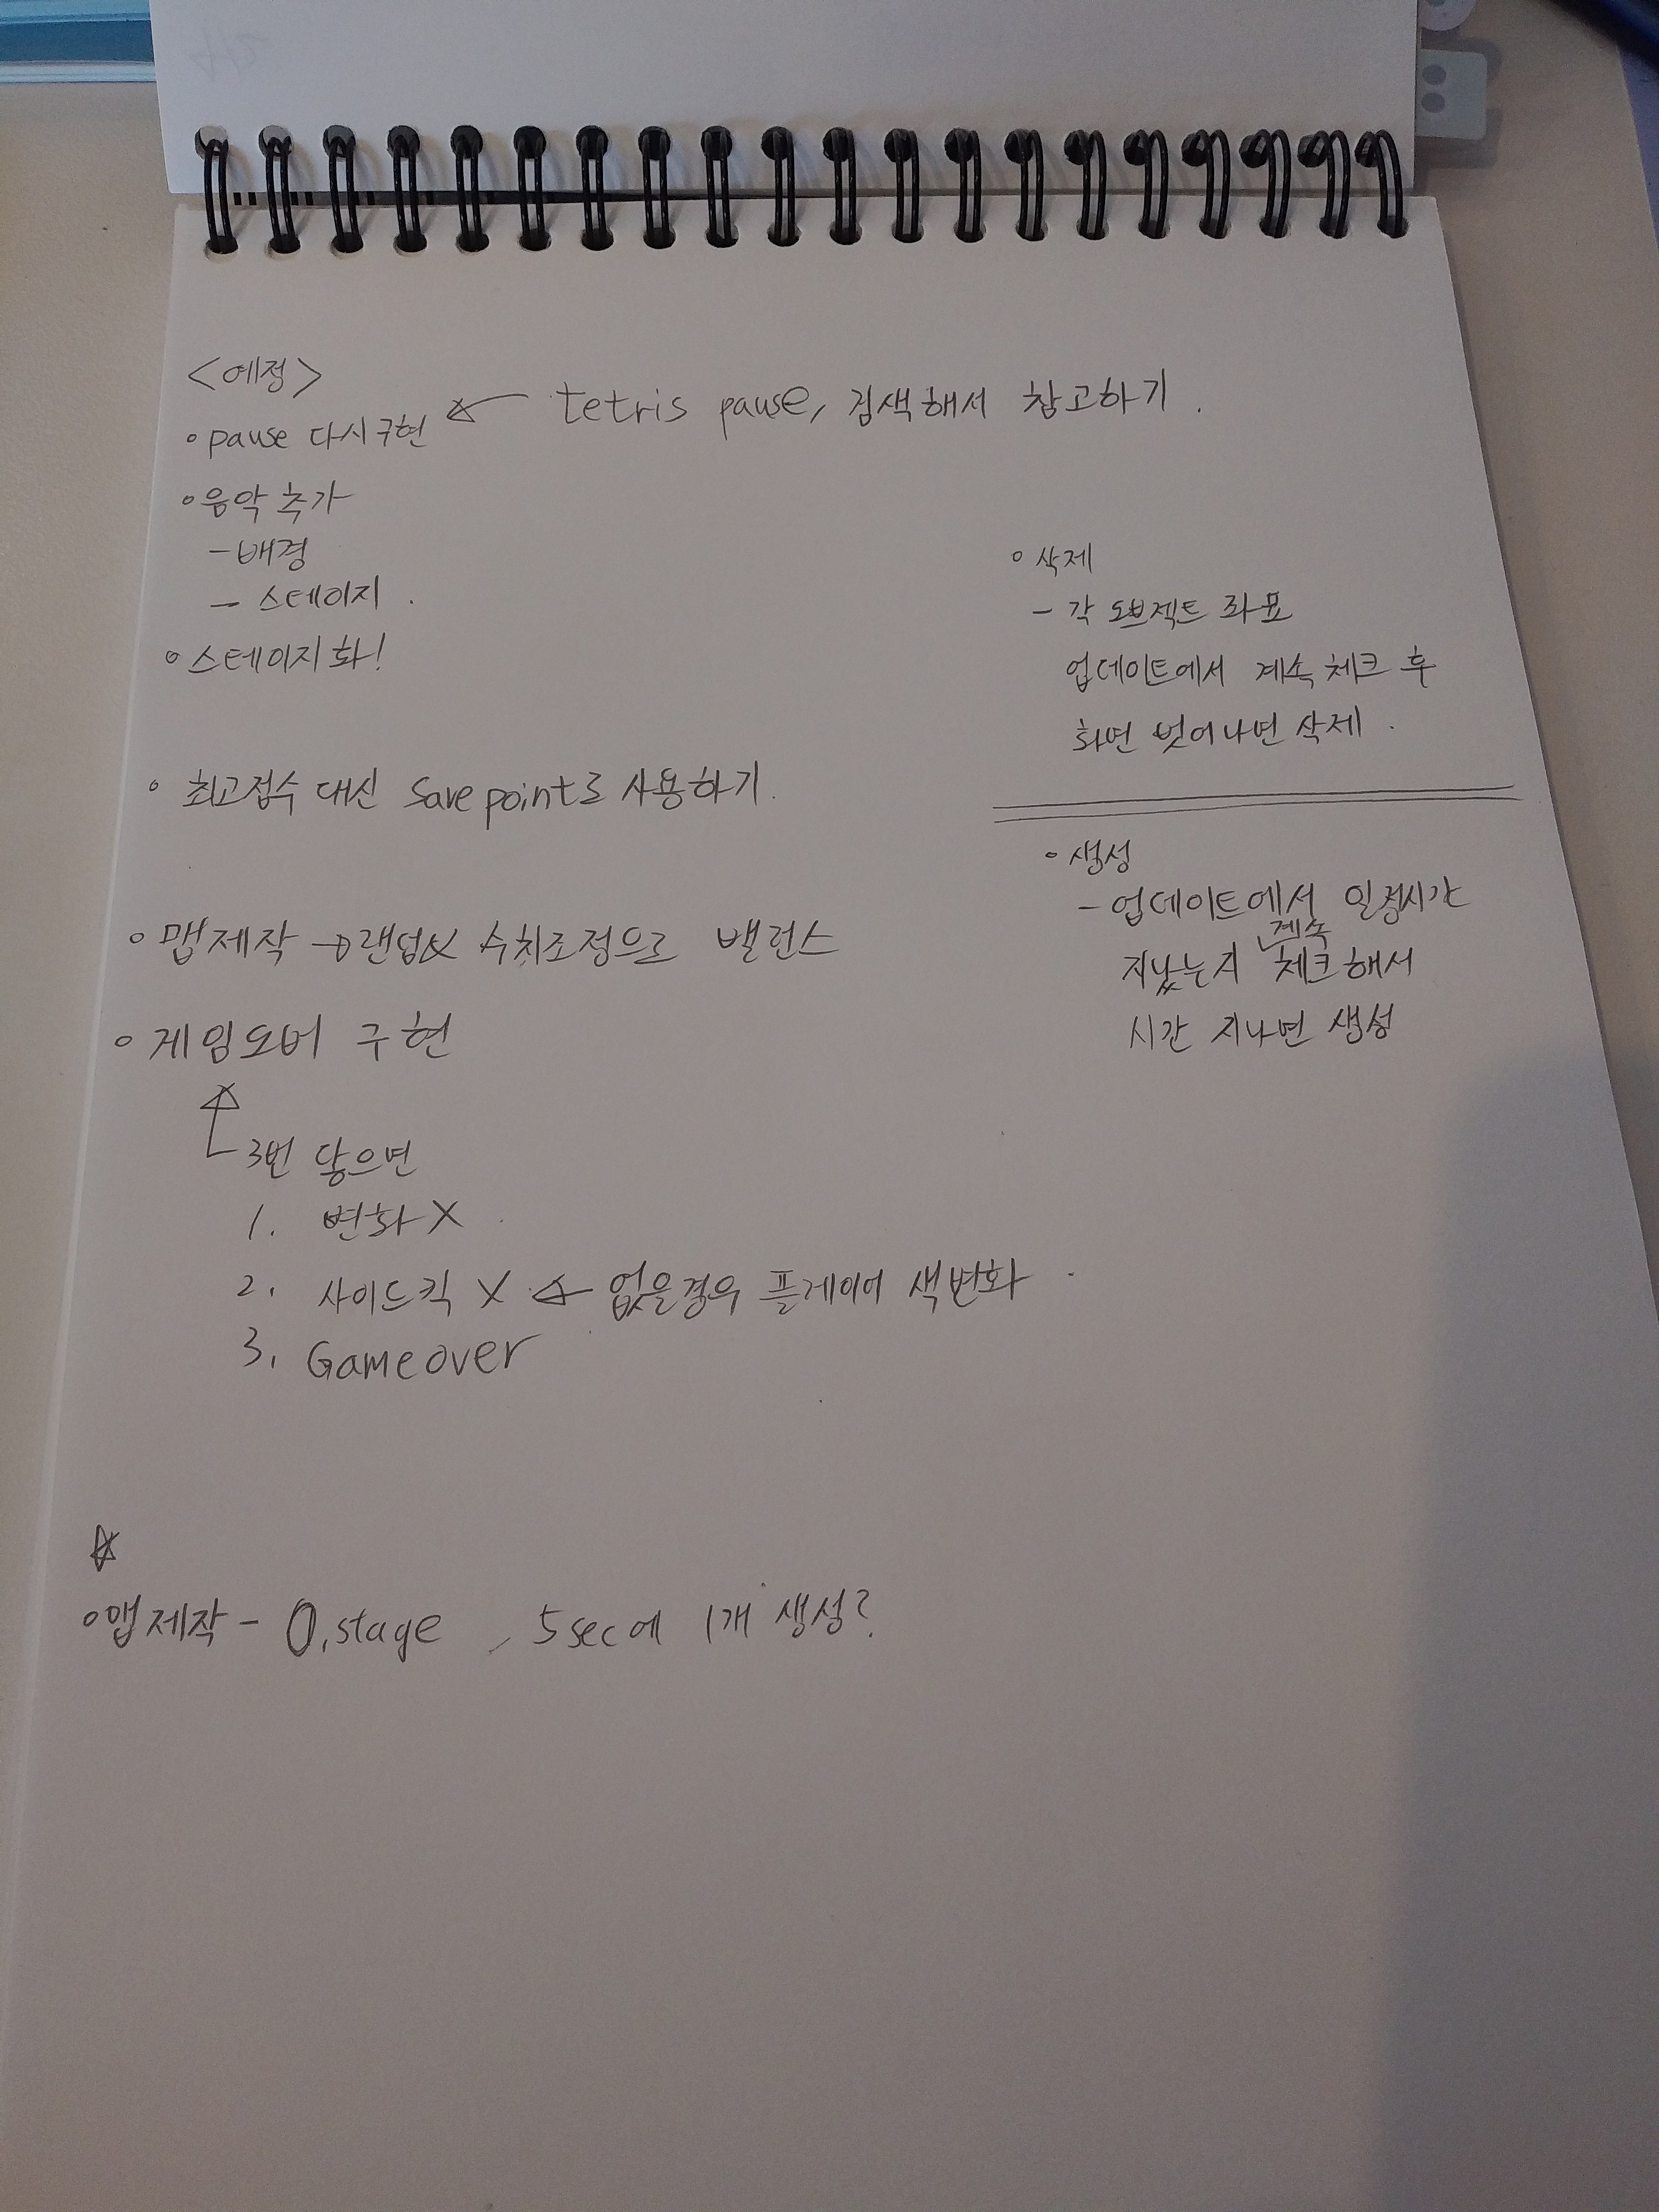 <예정>
◦ pause 다시 구현 ← tetris pause, 검색해서 참고하기.
◦ 음악 추가
- 배경
- 스테이지.
◦ 스테이지화!
◦ 최고점수 대신 Save point로 사용하기.
◦ 맵제작 → 랜덤& 수치조정으로 밸런스
◦ 게임오버 구현
3번 닿으면
1. 변화 X
2. 사이드킥 X ← 없을경우 플레이어 색변화.
3. Gameover
☆
◦ 맵제작 - 0.stage , 5sec에 1개 생성?
◦ 삭제
- 각 오브젝트 좌표
업데이트에서 계속 체크 후
화면 벗어나면 삭제.
◦ 생성
- 업데이트에서 일정시간
지났는지 계속 체크해서
시간 지나면 생성